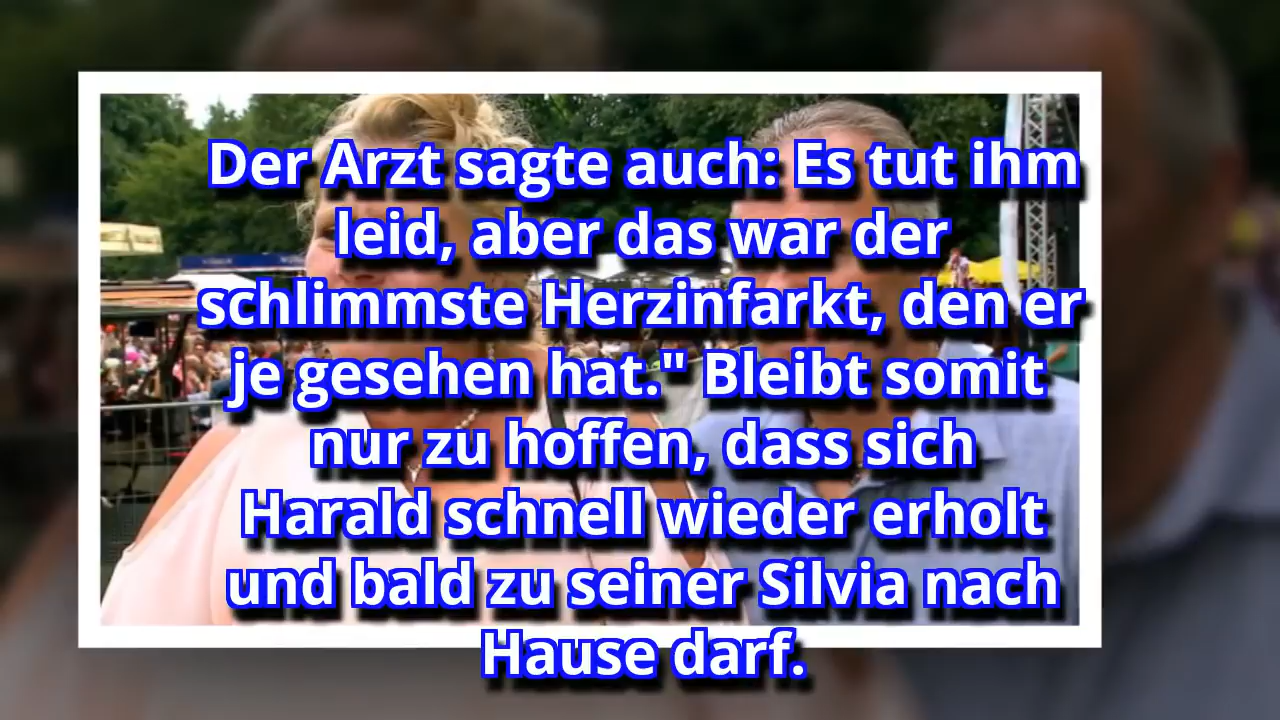 Der Arzt sagte auch: Es tut ihm
leid, aber das war der
schlimmste Herzinfarkt, den er
je gesehen hat." Bleibt somit
nur zu hoffen, dass sich
Harald schnell wieder erholt
und bald zu seiner Silvia nach
Hause darf.